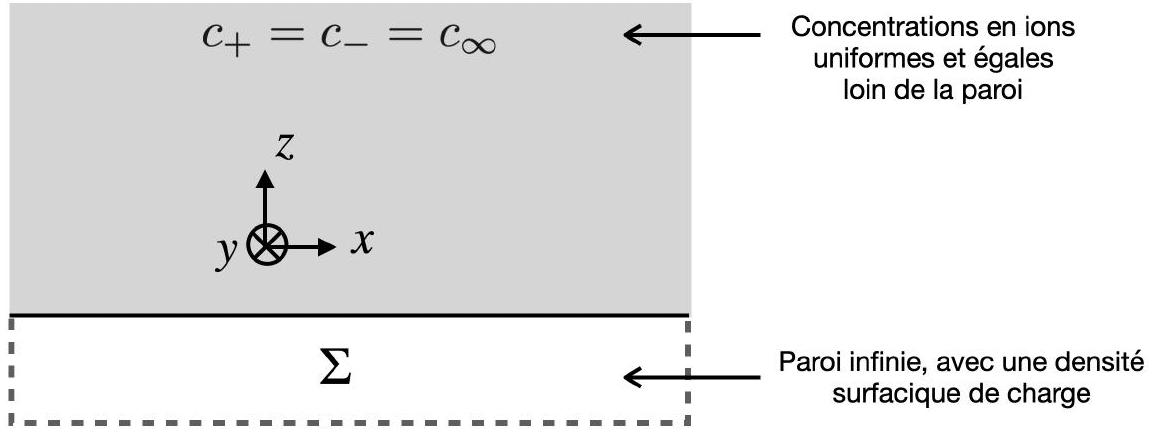 c₊ = c₋ = c∞
Concentrations en ions
uniformes et égales
loin de la paroi
z
y
x
Σ
Paroi infinie, avec une densité
surfacique de charge